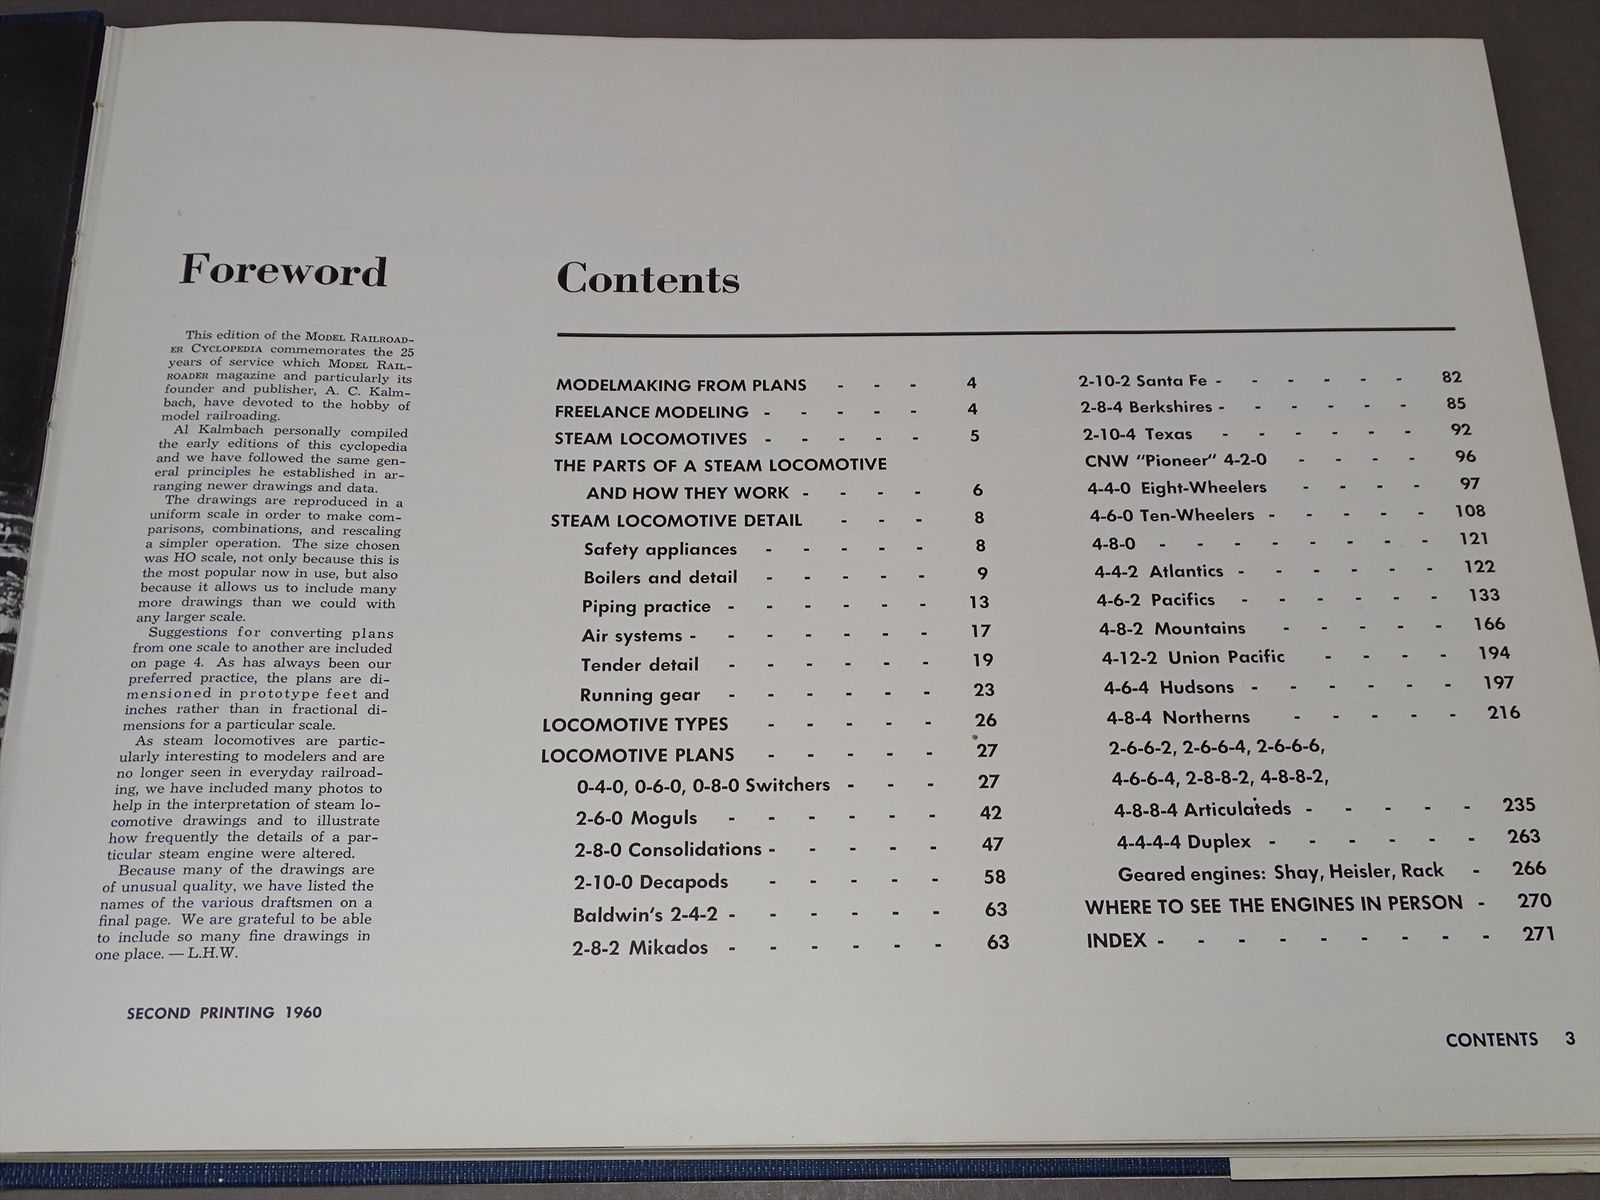 Foreword
This edition of the MODEL RAILROAD-
ER CYCLOPEDIA commemorates the 25
years of service which MODEL RAIL-
ROADER magazine and particularly its
founder and publisher, A. C. Kalm-
bach, have devoted to the hobby of
model railroading.
Al Kalmbach personally compiled
the early editions of this cyclopedia
and we have followed the same gen-
eral principles he established in ar-
ranging newer drawings and data.
The drawings are reproduced in a
uniform scale in order to make com-
parisons, combinations, and rescaling
a simpler operation. The size chosen
was HO scale, not only because this is
the most popular now in use, but also
because it allows us to include many
more drawings than we could with
any larger scale.
Suggestions for converting plans
from one scale to another are included
on page 4. As has always been our
preferred practice, the plans are di-
mensioned in prototype feet and
inches rather than in fractional di-
mensions for a particular scale.
As steam locomotives are partic-
ularly interesting to modelers and are
no longer seen in everyday railroad-
ing, we have included many photos to
help in the interpretation of steam lo-
comotive drawings and to illustrate
how frequently the details of a par-
ticular steam engine were altered.
Because many of the drawings are
of unusual quality, we have listed the
names of the various draftsmen on a
final page. We are grateful to be able
to include so many fine drawings in
one place. — L.H.W.
SECOND PRINTING 1960
Contents
MODELMAKING FROM PLANS - - - 4
FREELANCE MODELING - - - - - 4
STEAM LOCOMOTIVES - - - - - 5
THE PARTS OF A STEAM LOCOMOTIVE
AND HOW THEY WORK - - - - 6
STEAM LOCOMOTIVE DETAIL - - - 8
Safety appliances - - - - - 8
Boilers and detail - - - - - 9
Piping practice - - - - - - 13
Air systems - - - - - - - 17
Tender detail - - - - - - 19
Running gear - - - - - - 23
LOCOMOTIVE TYPES - - - - - 26
LOCOMOTIVE PLANS - - - - - 27
0-4-0, 0-6-0, 0-8-0 Switchers - - - 27
2-6-0 Moguls - - - - - - 42
2-8-0 Consolidations - - - - - 47
2-10-0 Decapods - - - - - 58
Baldwin's 2-4-2 - - - - - - 63
2-8-2 Mikados - - - - - - 63
2-10-2 Santa Fe - - - - - - 82
2-8-4 Berkshires - - - - - - 85
2-10-4 Texas - - - - - - 92
CNW "Pioneer" 4-2-0 - - - - 96
4-4-0 Eight-Wheelers - - - - 97
4-6-0 Ten-Wheelers - - - - - 108
4-8-0 - - - - - - - - 121
4-4-2 Atlantics - - - - - - 122
4-6-2 Pacifics - - - - - - 133
4-8-2 Mountains - - - - - 166
4-12-2 Union Pacific - - - - 194
4-6-4 Hudsons - - - - - - 197
4-8-4 Northerns - - - - - 216
2-6-6-2, 2-6-6-4, 2-6-6-6,
4-6-6-4, 2-8-8-2, 4-8-8-2,
4-8-8-4 Articulateds - - - - - 235
4-4-4-4 Duplex - - - - - - 263
Geared engines: Shay, Heisler, Rack - 266
WHERE TO SEE THE ENGINES IN PERSON - 270
INDEX - - - - - - - - - 271
CONTENTS 3